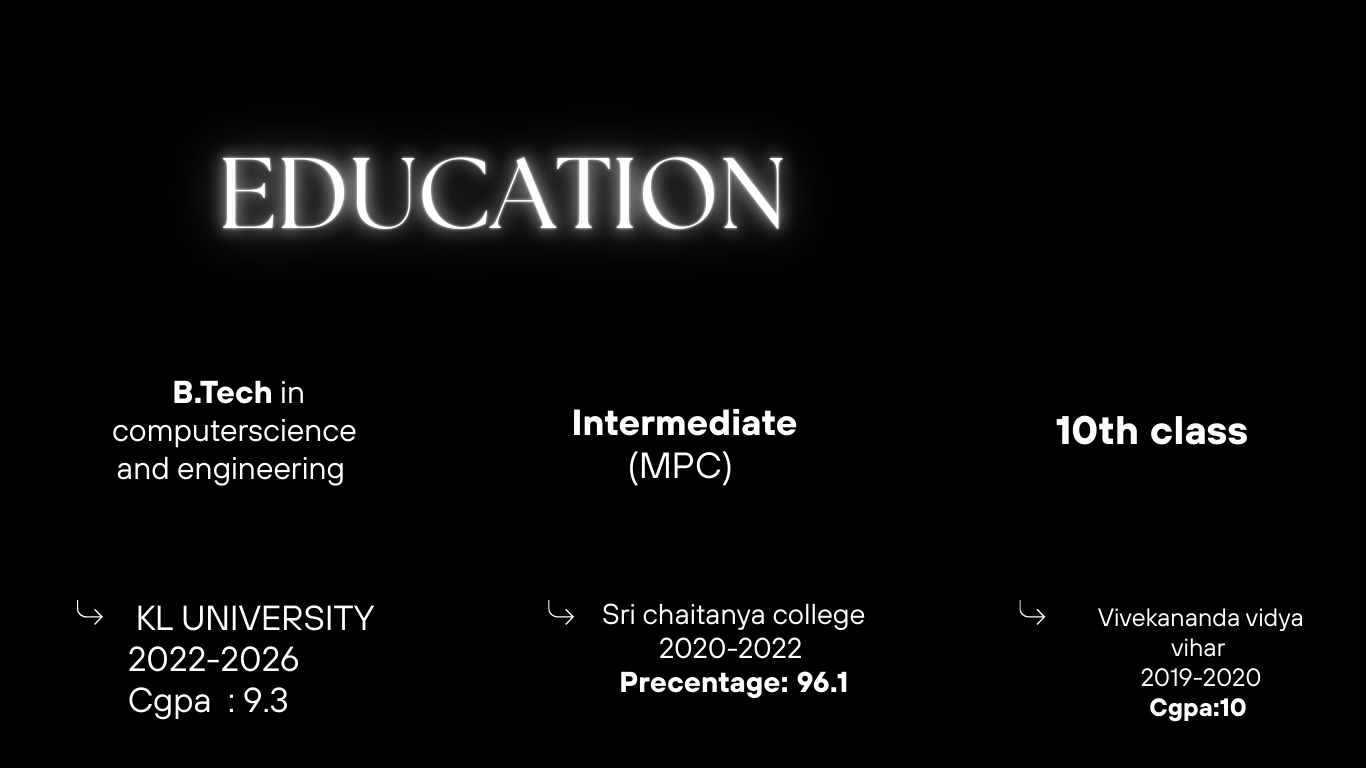 EDUCATION
B.Tech in
computerscience
and engineering
Intermediate
(MPC)
10th class
KL UNIVERSITY
2022-2026
Cgpa : 9.3
Sri chaitanya college
2020-2022
Precentage: 96.1
Vivekananda vidya
vihar
2019-2020
Cgpa:10